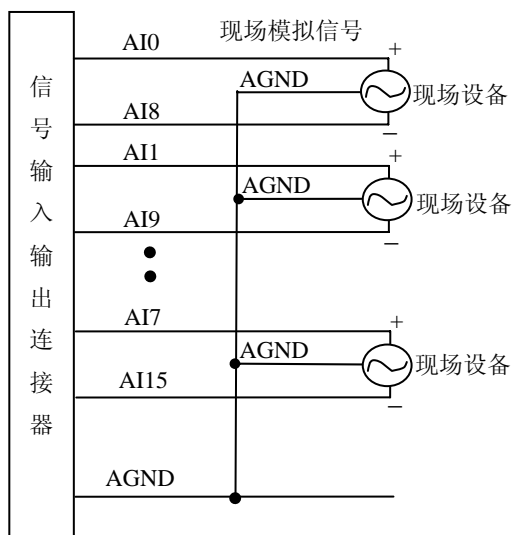 信号输入输出连接器
AI0
现场模拟信号
+
AGND
现场设备
AI8
−
AI1
+
AGND
现场设备
AI9
−
AI7
+
AGND
现场设备
AI15
−
AGND